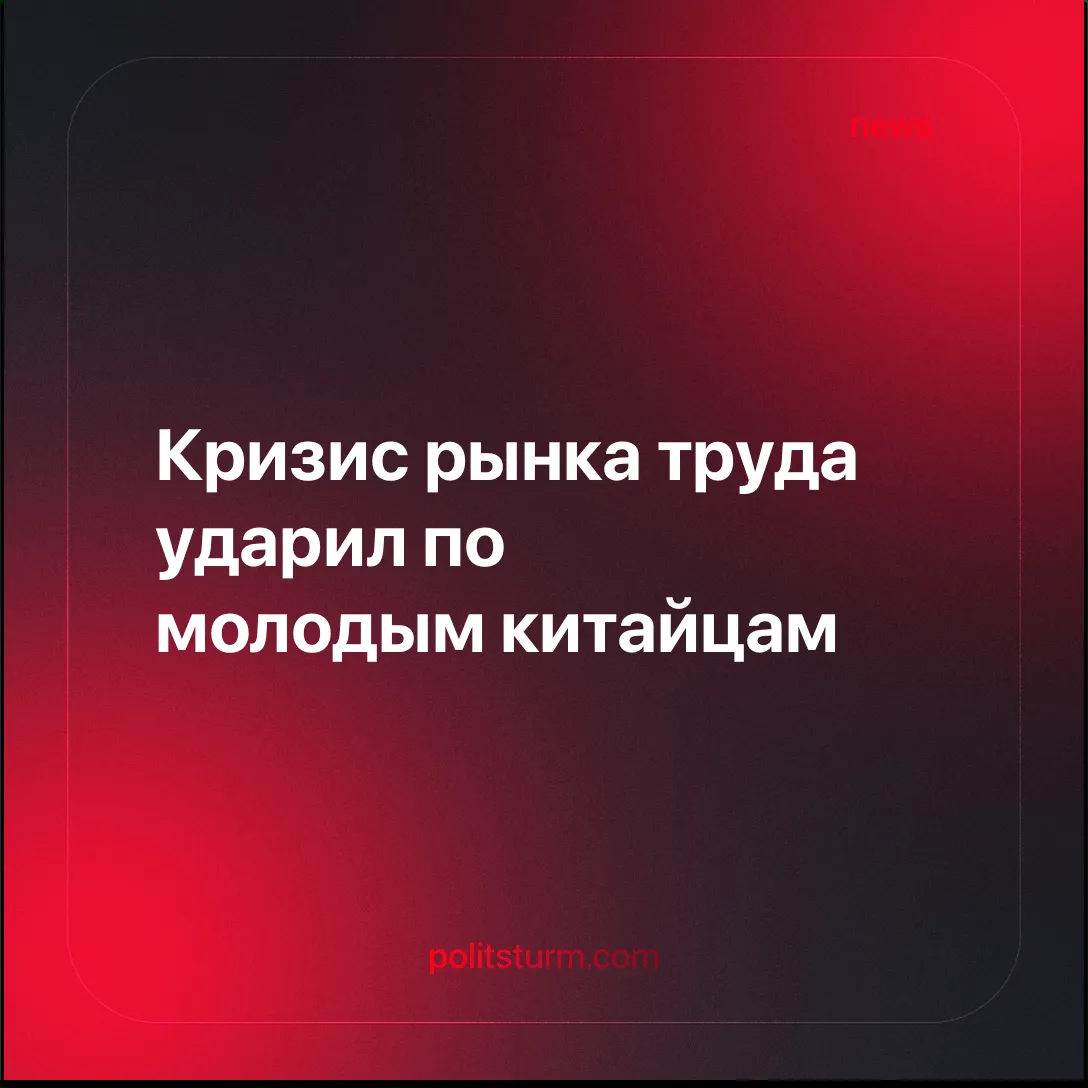 news
Кризис рынка труда
ударил по
молодым китайцам
politsturm.com